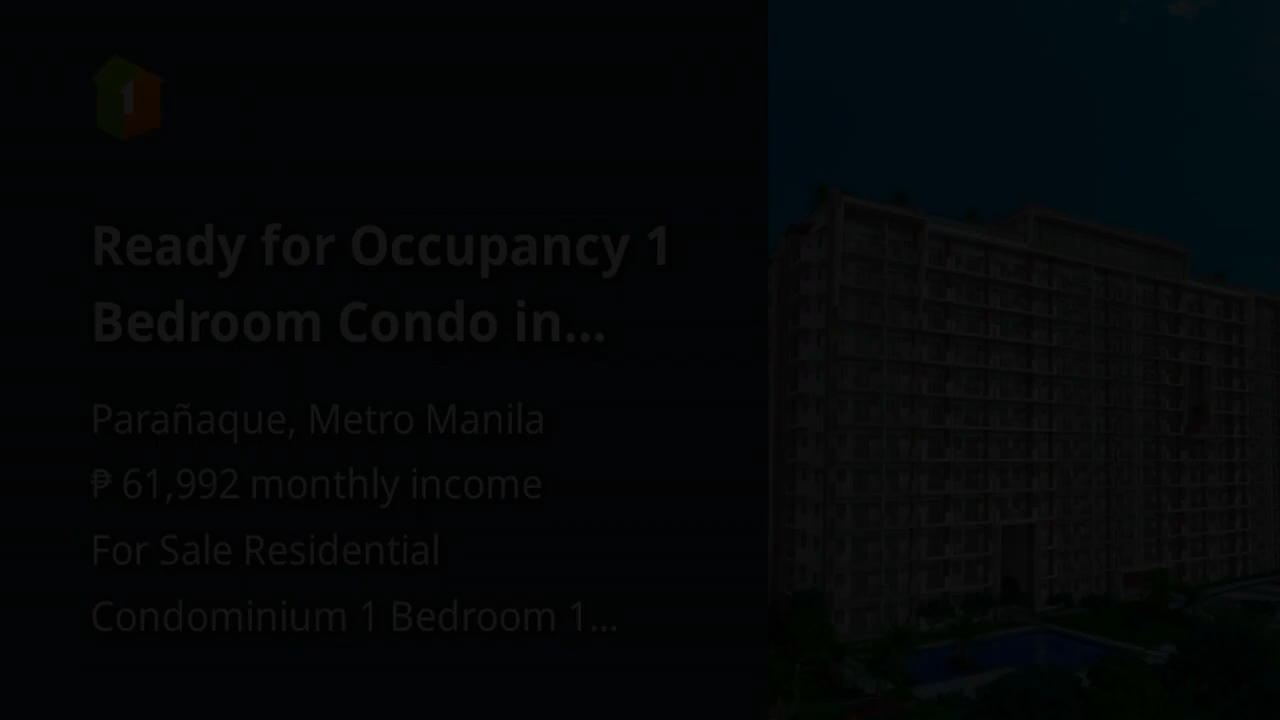 1
Ready for Occupancy 1
Bedroom Condo in...
Parañaque, Metro Manila
₱ 61,992 monthly income
For Sale Residential
Condominium 1 Bedroom 1...